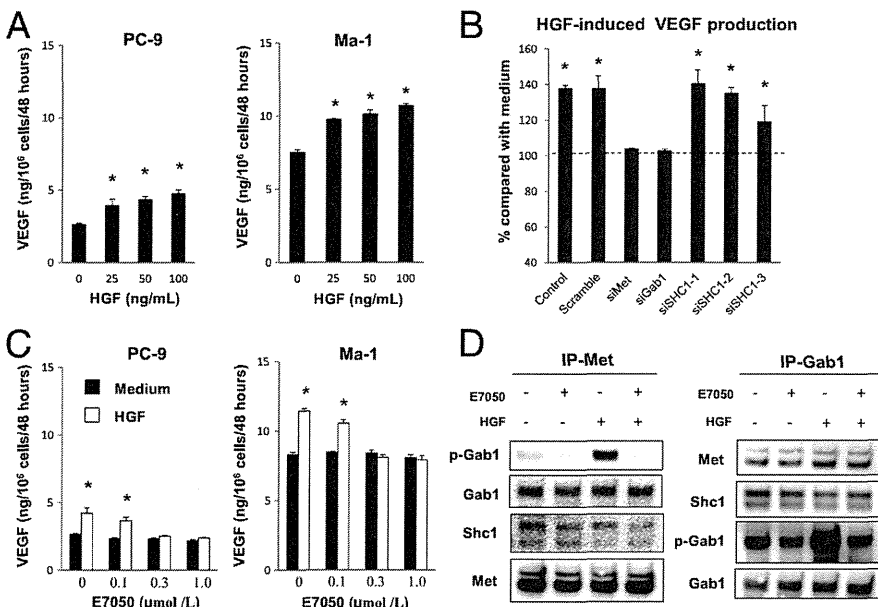 A
PC-9
VEGF (ng/10⁶ cells/48 hours)
15
10
5
0
0 25 50 100
HGF (ng/mL)
Ma-1
VEGF (ng/10⁶ cells/48 hours)
15
10
5
0
0 25 50 100
HGF (ng/mL)
* * *
* * *
B
HGF-induced VEGF production
% compared with medium
160
140
120
100
80
60
40
* * * * *
Control
Scramble
siMet
siGab1
siSHC1-1
siSHC1-2
siSHC1-3
C
PC-9
Medium
HGF
VEGF (ng/10⁶ cells/48 hours)
15
10
5
0
* *
0 0.1 0.3 1.0
Ma-1
VEGF (ng/10⁶ cells/48 hours)
15
10
5
0
* *
0 0.1 0.3 1.0
E7050 (µmol /L)
D
IP-Met
E7050 - + - +
HGF - - + +
p-Gab1
Gab1
Shc1
Met
IP-Gab1
E7050 - + - +
HGF - - + +
Met
Shc1
p-Gab1
Gab1